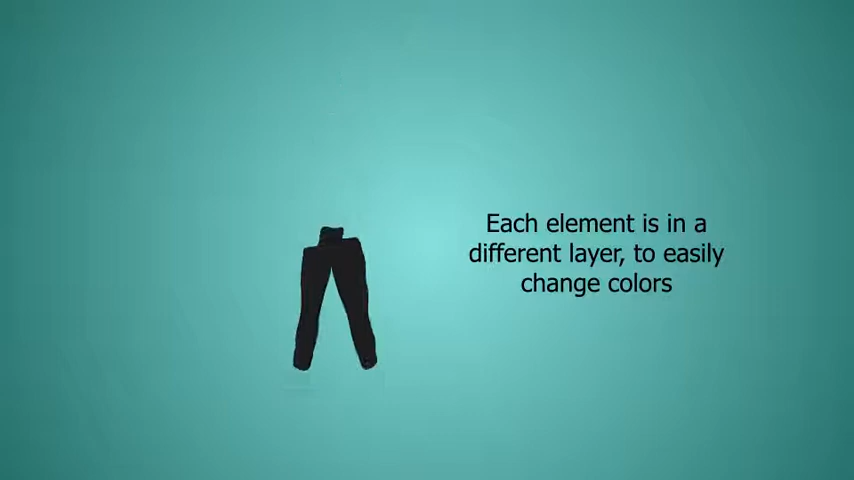 Each element is in a
different layer, to easily
change colors